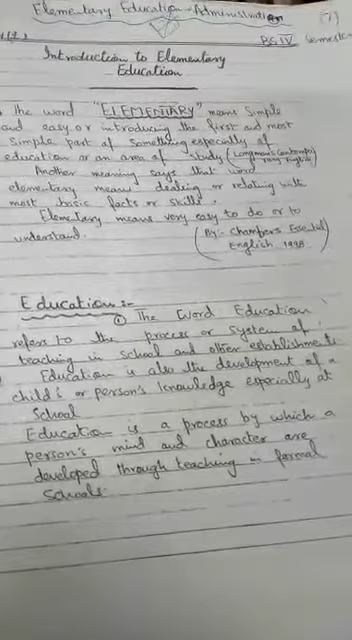 Elementary Education - Administration (1)
BS IV Semester
Introduction to Elementary
Education
the word "ELEMENTARY" means Simple
and easy or introducing the first and most
Simple part of Something especially of
education or an area of study (Longman's Contemporary English)
Another meaning says that word
elementary means dealing or relating with
most basic facts or skills.
Elementary means very easy to do or to
understand.
(By:- Chambers Essential
English 1998.)
Education:-
① The Word Education
refers to the process or system of
teaching in school and other establishments
Education is also the development of a
child's or person's knowledge especially at
School
Education is a process by which a
person's mind and character are
developed through teaching in formal
Schools.